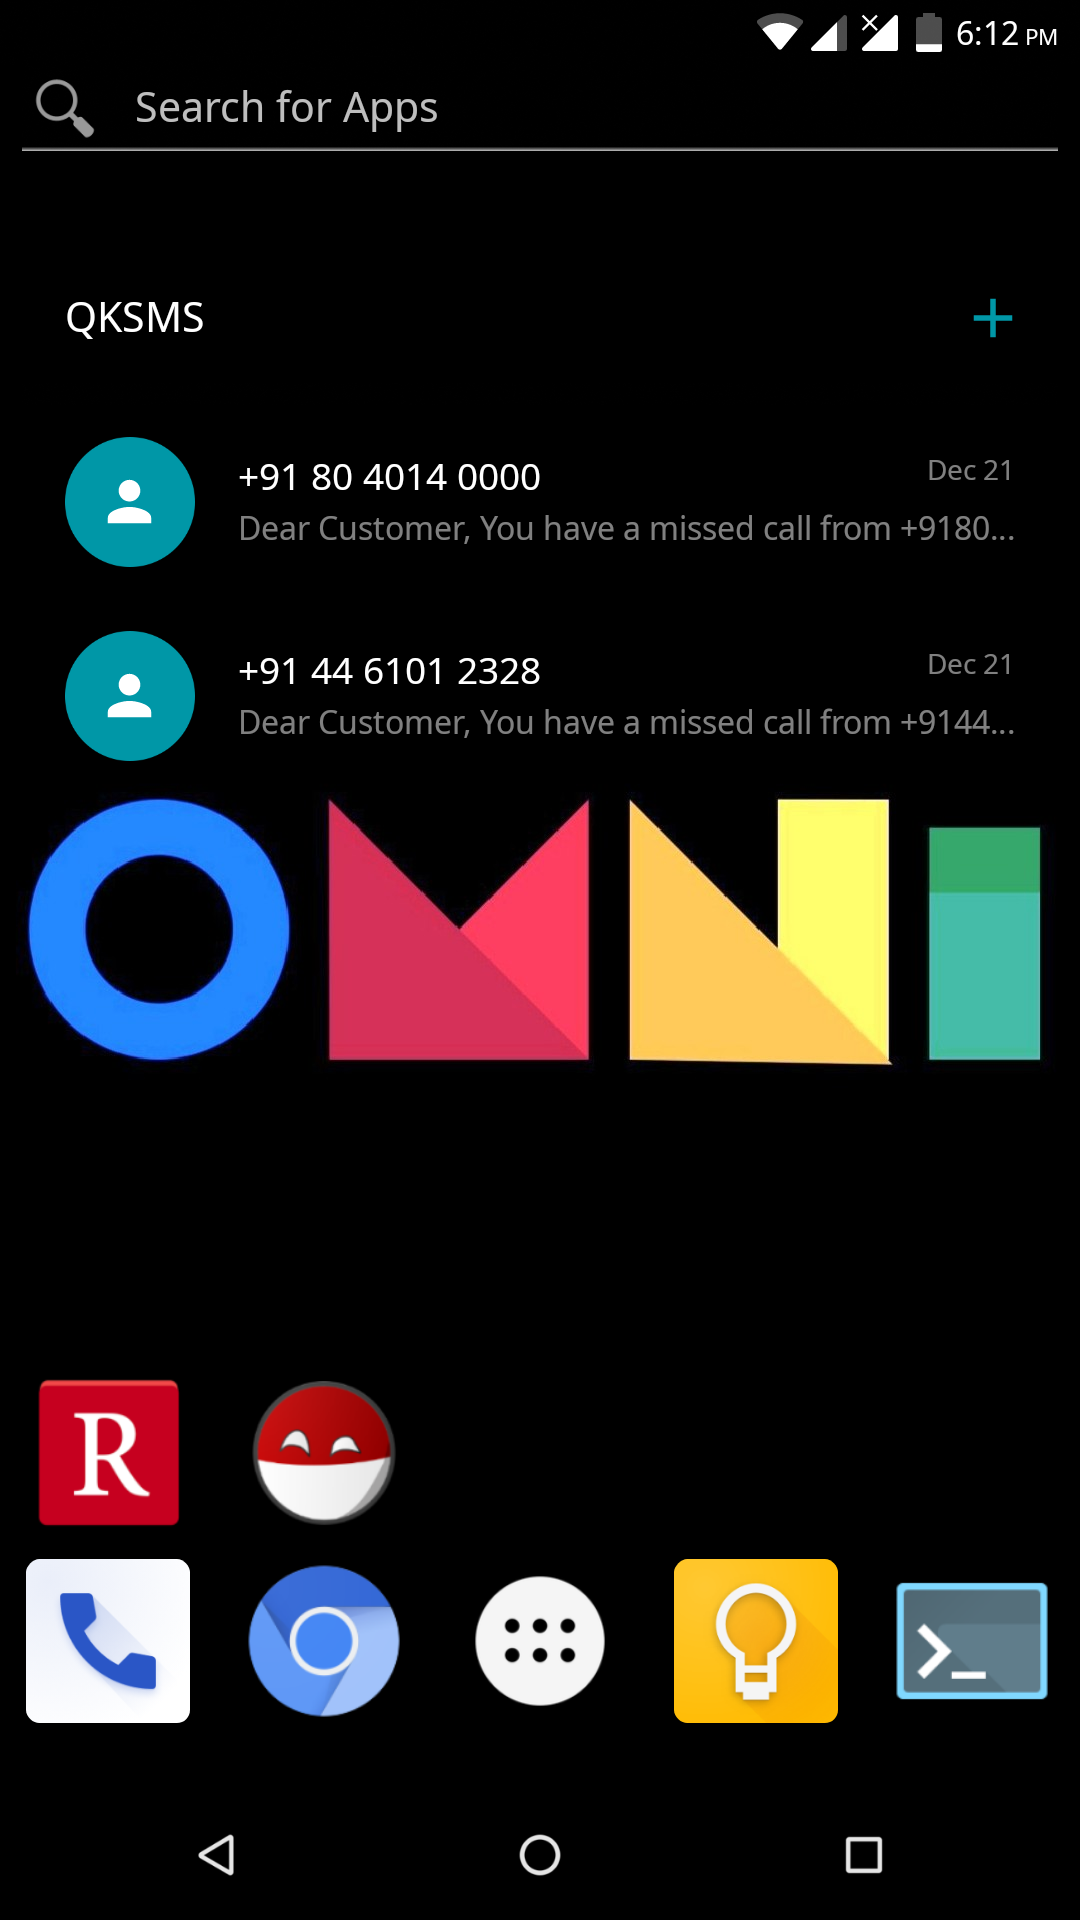 6:12 PM
Search for Apps
QKSMS
+91 80 4014 0000
Dec 21
Dear Customer, You have a missed call from +9180...
+91 44 6101 2328
Dec 21
Dear Customer, You have a missed call from +9144...
OMNI
R